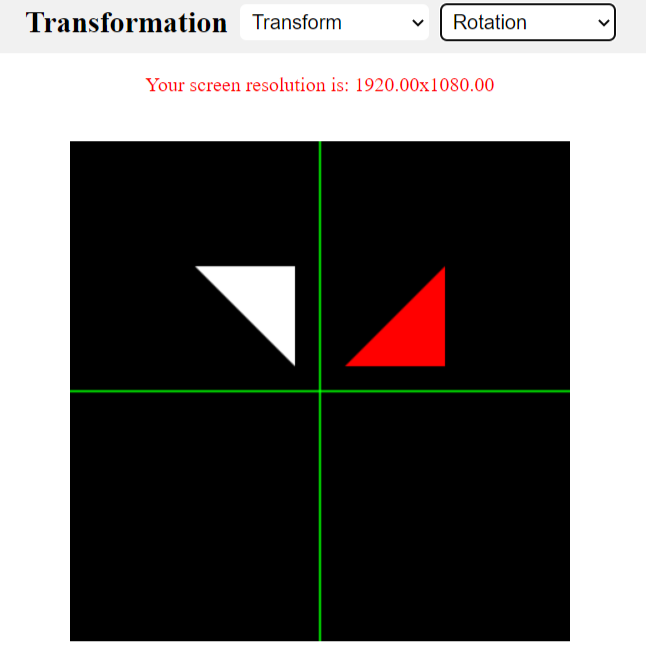 Transformation Transform Rotation
Your screen resolution is: 1920.00x1080.00